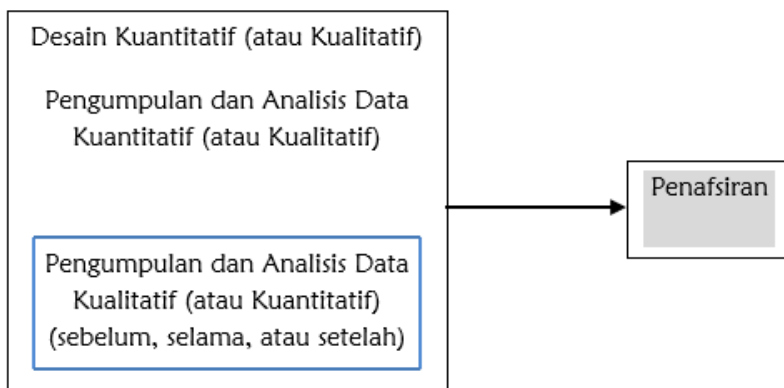 Desain Kuantitatif (atau Kualitatif)
Pengumpulan dan Analisis Data
Kuantitatif (atau Kualitatif)
Pengumpulan dan Analisis Data
Kualitatif (atau Kuantitatif)
(sebelum, selama, atau setelah)
Penafsiran